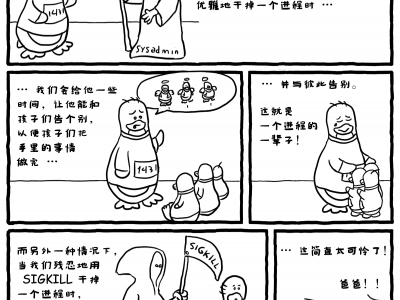 优雅地干掉一个进程时 …
1431
sysadmin
… 我们会给他一些
时间，让他能和
孩子们告个别，
以便孩子们把
手里的事情
做完 …
1431
… 并与彼此告别。
这就是
一个进程的
一辈子！
而另外一种情况下，
当我们残忍地用
SIGKILL 干掉
一个进程时，
SIGKILL
… 这简直太可怜了！
爸爸！！